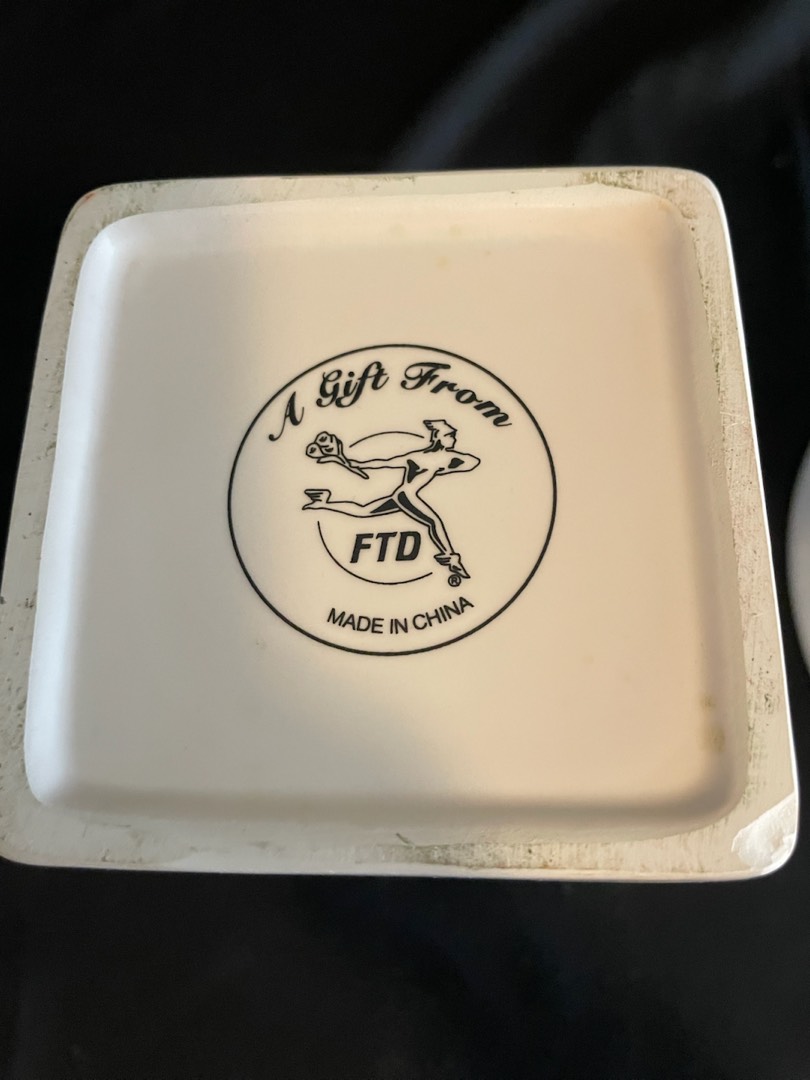 A Gift From
FTD
®
MADE IN CHINA